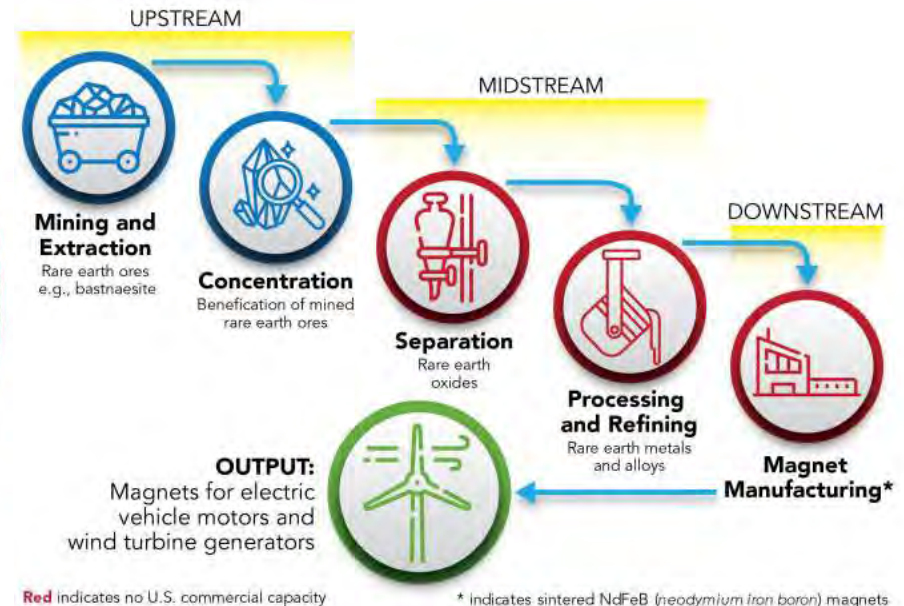 UPSTREAM
Mining and
Extraction
Rare earth ores
e.g., bastnaesite
Concentration
Benefication of mined
rare earth ores
MIDSTREAM
Separation
Rare earth
oxides
Processing
and Refining
Rare earth metals
and alloys
DOWNSTREAM
Magnet
Manufacturing*
OUTPUT:
Magnets for electric
vehicle motors and
wind turbine generators
Red indicates no U.S. commercial capacity
* indicates sintered NdFeB (neodymium iron boron) magnets